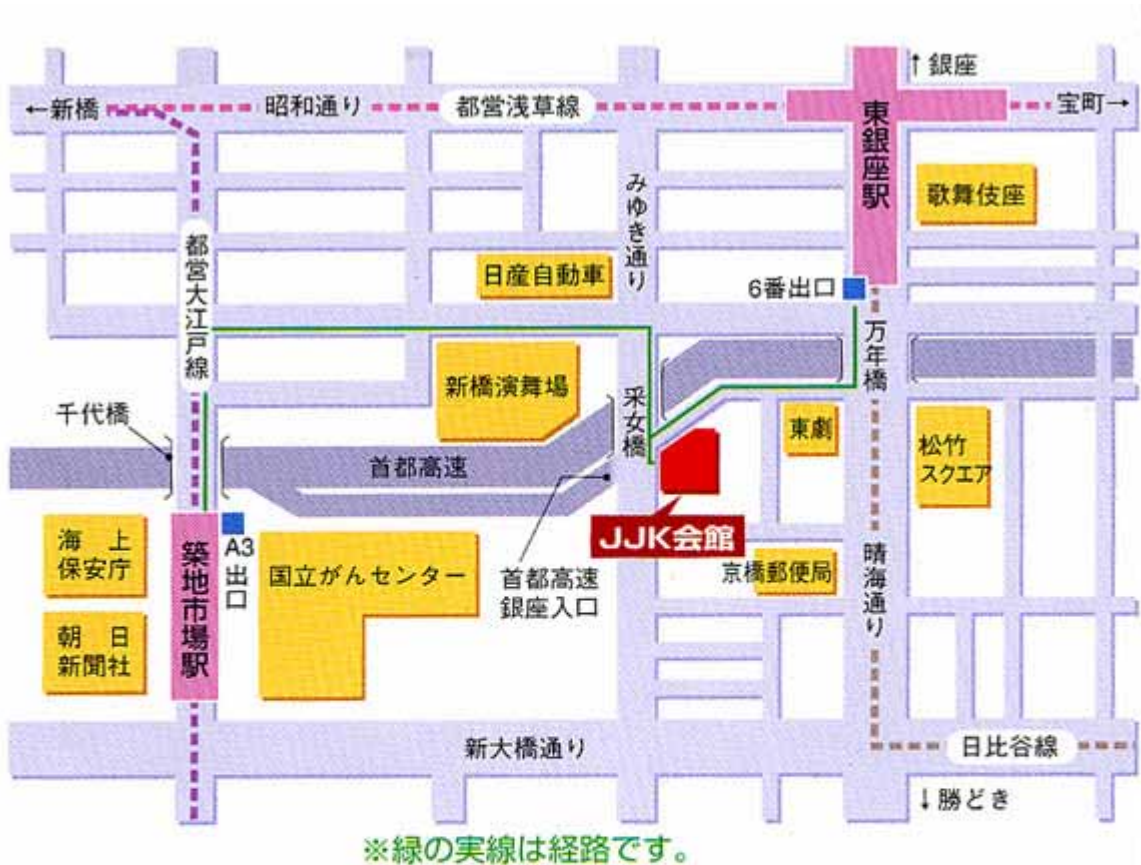 ↑銀座
←新橋
昭和通り
都営浅草線
宝町→
東銀座駅
歌舞伎座
みゆき通り
都営大江戸線
日産自動車
6番出口
万年橋
新橋演舞場
采女橋
千代橋
東劇
松竹
スクエア
首都高速
JJK会館
海上
保安庁
築地市場駅
A3
出口
国立がんセンター
首都高速
銀座入口
京橋郵便局
晴海通り
朝日
新聞社
新大橋通り
日比谷線
↓勝どき
※緑の実線は経路です。